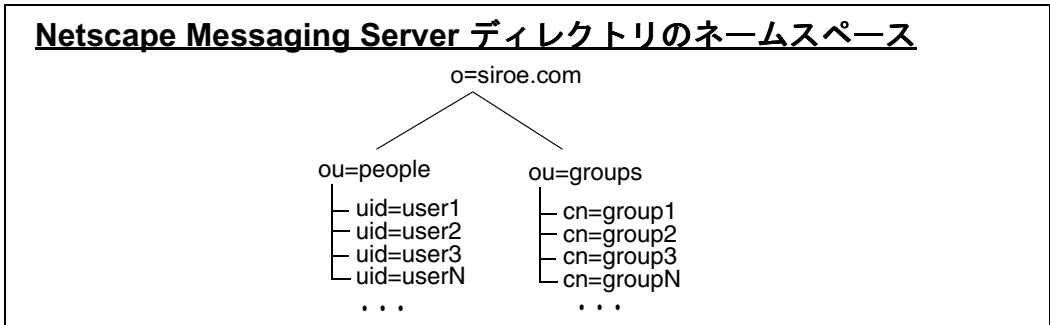 Netscape Messaging Server ディレクトリのネームスペース
o=siroe.com
ou=people
uid=user1
uid=user2
uid=user3
uid=userN
. . .
ou=groups
cn=group1
cn=group2
cn=group3
cn=groupN
. . .